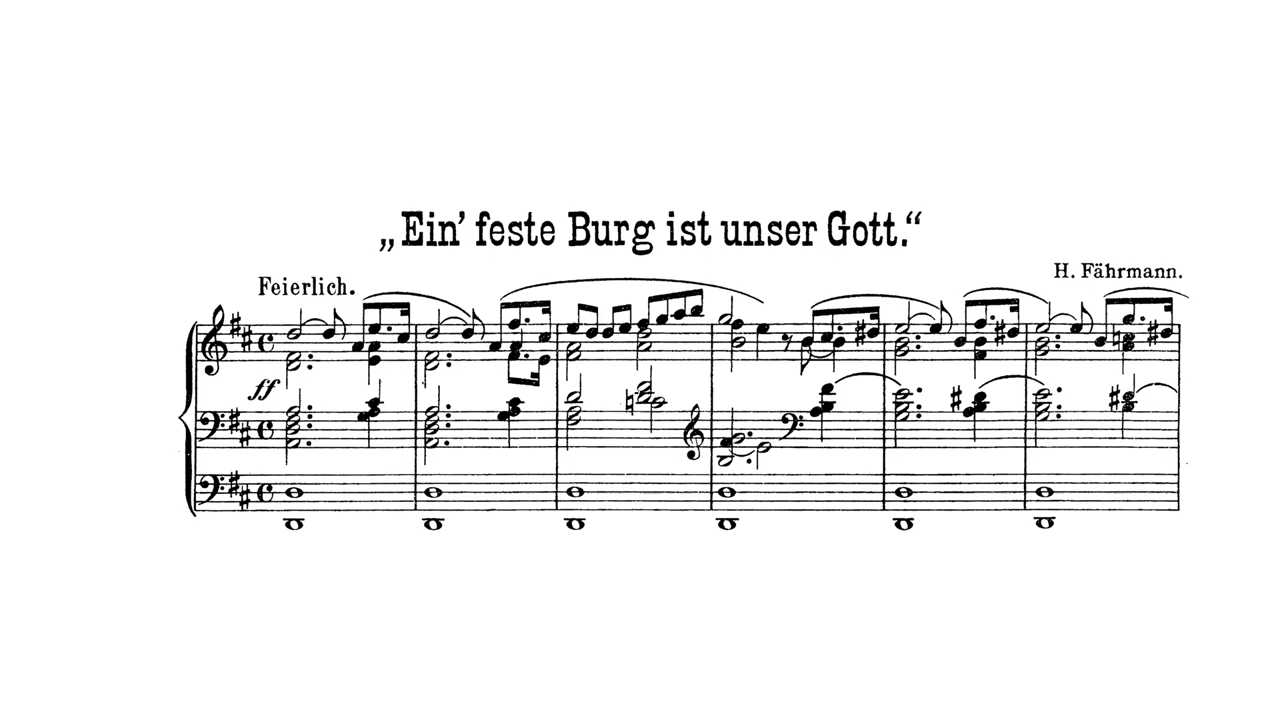 „Ein’ feste Burg ist unser Gott.“
H. Fährmann.
Feierlich.
ff